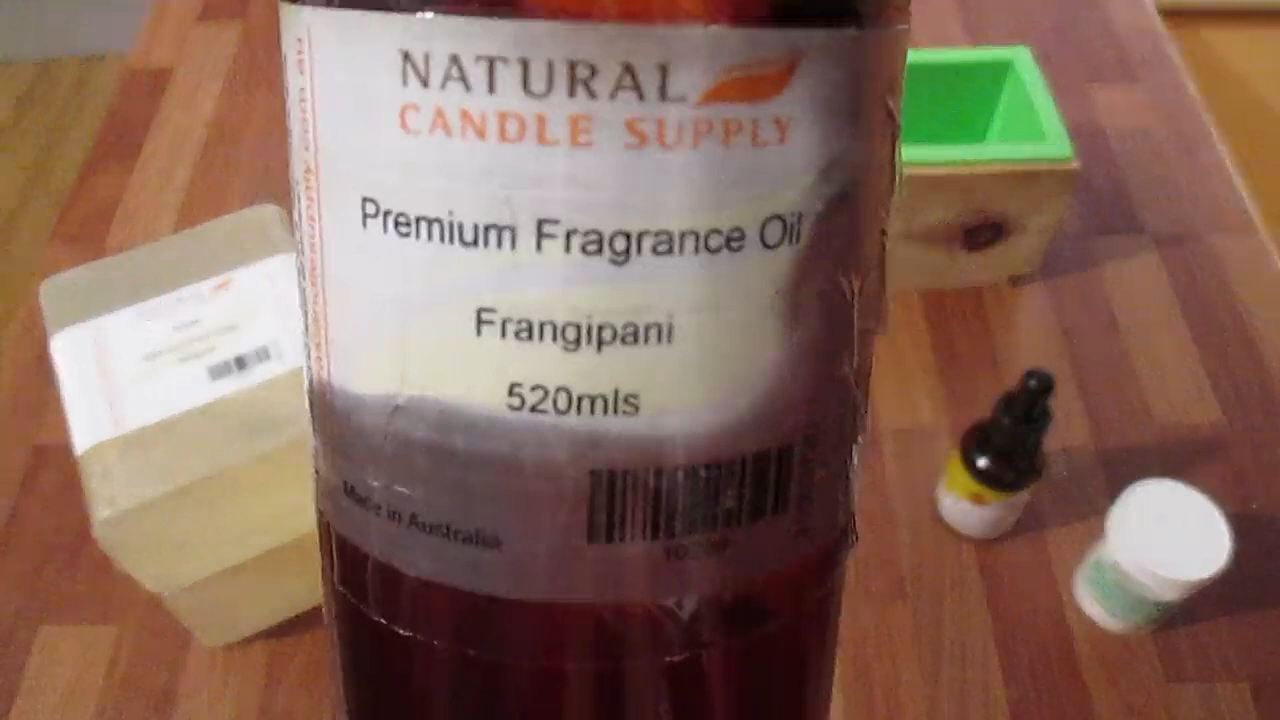 NATURAL
CANDLE SUPPLY
Premium Fragrance Oil
Frangipani
520mls
Made in Australia